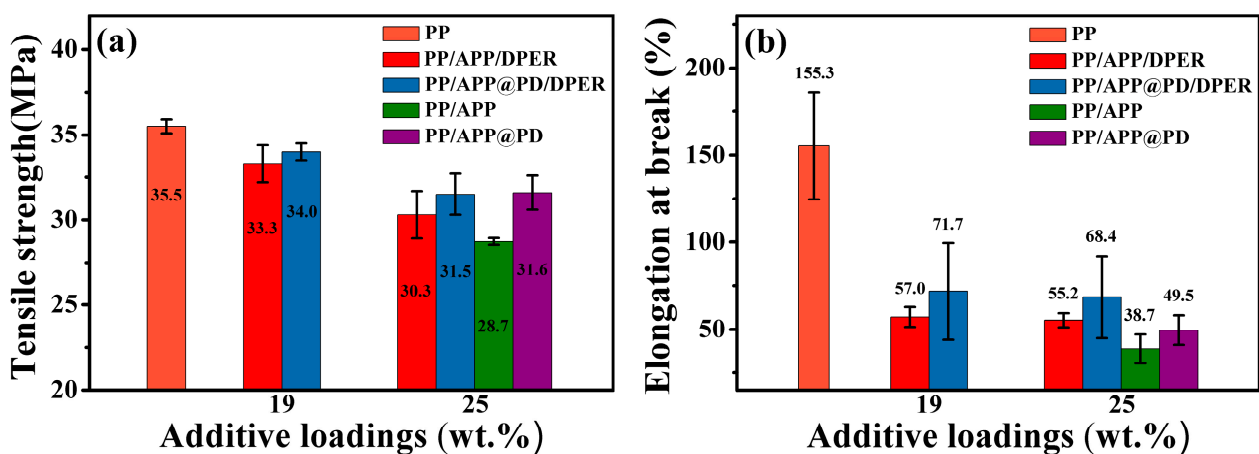 (a)
PP
PP/APP/DPER
PP/APP@PD/DPER
PP/APP
PP/APP@PD
Tensile strength(MPa)
40
35
30
25
20
35.5
33.3
34.0
30.3
31.5
28.7
31.6
19
25
Additive loadings (wt.%)
(b)
PP
PP/APP/DPER
PP/APP@PD/DPER
PP/APP
PP/APP@PD
Elongation at break (%)
200
150
100
50
155.3
57.0
71.7
55.2
68.4
38.7
49.5
19
25
Additive loadings (wt.%)